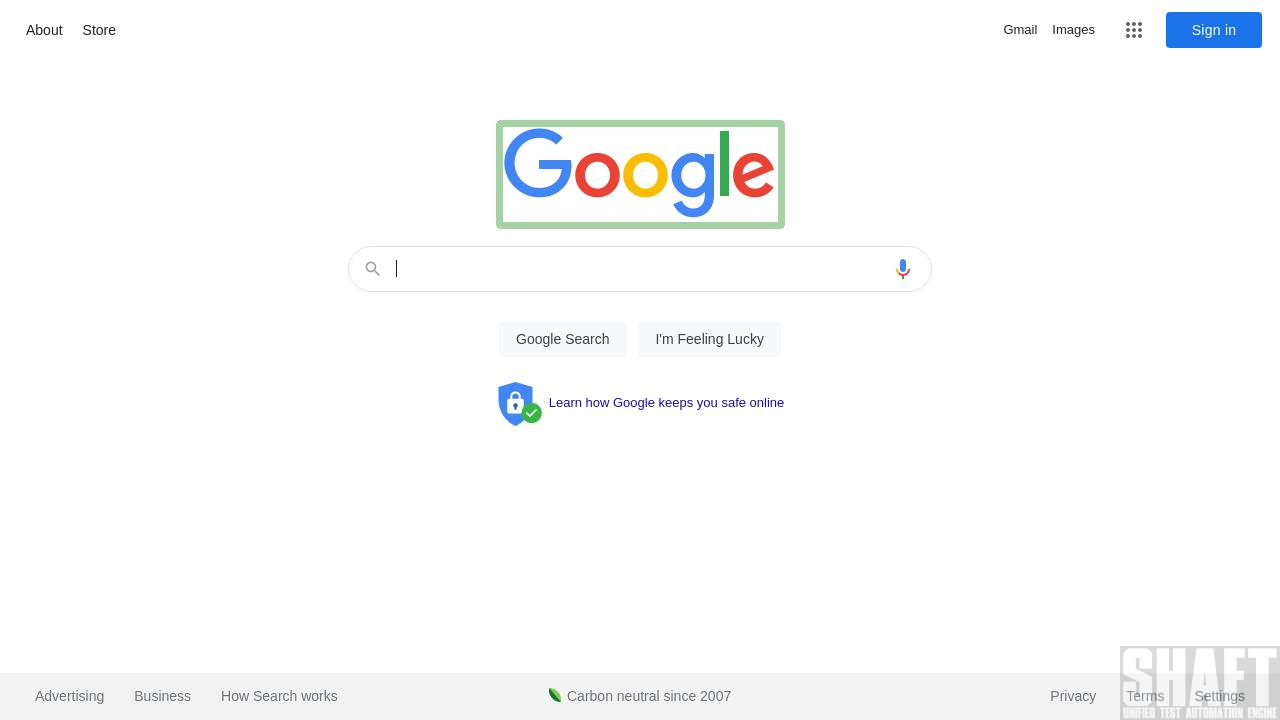 About Store Gmail Images Sign in
Google
Google Search I'm Feeling Lucky
Learn how Google keeps you safe online
Advertising Business How Search works Carbon neutral since 2007 Privacy Terms Settings
SHAFT
UNIFIED TEST AUTOMATION ENGINE